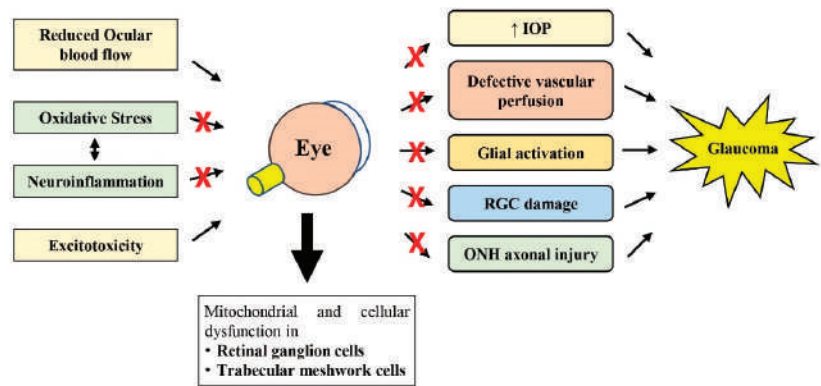 Reduced Ocular
blood flow
Oxidative Stress
Neuroinflammation
Excitotoxicity
X
X
Eye
Mitochondrial and cellular
dysfunction in
• Retinal ganglion cells
• Trabecular meshwork cells
X
X
X
X
X
↑ IOP
Defective vascular
perfusion
Glial activation
RGC damage
ONH axonal injury
Glaucoma